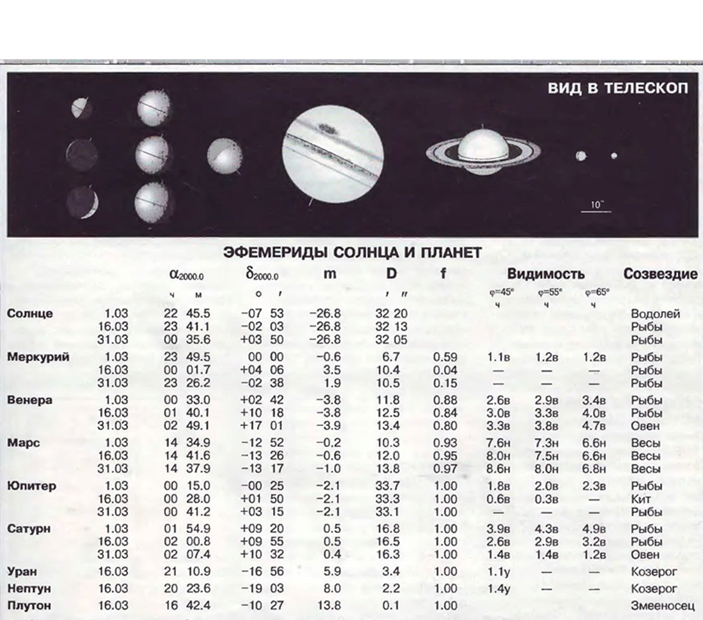 ВИД В ТЕЛЕСКОП
10"
ЭФЕМЕРИДЫ СОЛНЦА И ПЛАНЕТ
α2000.0 δ2000.0 m D f Видимость Созвездие
ч м о ′ ′ ″ φ=45° φ=55° φ=65°
ч ч ч
Солнце 1.03 22 45.5 −07 53 −26.8 32 20 Водолей
16.03 23 41.1 −02 03 −26.8 32 13 Рыбы
31.03 00 35.6 +03 50 −26.8 32 05 Рыбы
Меркурий 1.03 23 49.5 00 00 −0.6 6.7 0.59 1.1в 1.2в 1.2в Рыбы
16.03 00 01.7 +04 06 3.5 10.4 0.04 — — — Рыбы
31.03 23 26.2 −02 38 1.9 10.5 0.15 — — — Рыбы
Венера 1.03 00 33.0 +02 42 −3.8 11.8 0.88 2.6в 2.9в 3.4в Рыбы
16.03 01 40.1 +10 18 −3.8 12.5 0.84 3.0в 3.3в 4.0в Рыбы
31.03 02 49.1 +17 01 −3.9 13.4 0.80 3.3в 3.8в 4.7в Овен
Марс 1.03 14 34.9 −12 52 −0.2 10.3 0.93 7.6н 7.3н 6.6н Весы
16.03 14 41.6 −13 26 −0.6 12.0 0.95 8.0н 7.5н 6.6н Весы
31.03 14 37.9 −13 17 −1.0 13.8 0.97 8.6н 8.0н 6.8н Весы
Юпитер 1.03 00 15.0 −00 25 −2.1 33.7 1.00 1.8в 2.0в 2.3в Рыбы
16.03 00 28.0 +01 50 −2.1 33.3 1.00 0.6в 0.3в — Кит
31.03 00 41.2 +03 15 −2.1 33.1 1.00 — — — Рыбы
Сатурн 1.03 01 54.9 +09 20 0.5 16.8 1.00 3.9в 4.3в 4.9в Рыбы
16.03 02 00.8 +09 55 0.5 16.5 1.00 2.6в 2.9в 3.2в Рыбы
31.03 02 07.4 +10 32 0.4 16.3 1.00 1.4в 1.4в 1.2в Овен
Уран 16.03 21 10.9 −16 56 5.9 3.4 1.00 1.1у — — Козерог
Нептун 16.03 20 23.6 −19 03 8.0 2.2 1.00 1.4у — — Козерог
Плутон 16.03 16 42.4 −10 27 13.8 0.1 1.00 Змееносец